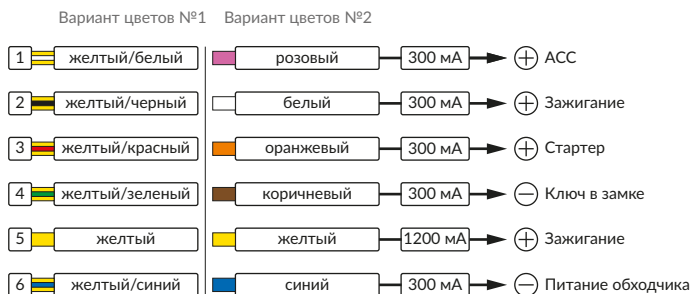 Вариант цветов №1 Вариант цветов №2
1 желтый/белый розовый 300 мА + ACC
2 желтый/черный белый 300 мА + Зажигание
3 желтый/красный оранжевый 300 мА + Стартер
4 желтый/зеленый коричневый 300 мА − Ключ в замке
5 желтый желтый 1200 мА + Зажигание
6 желтый/синий синий 300 мА − Питание обходчика